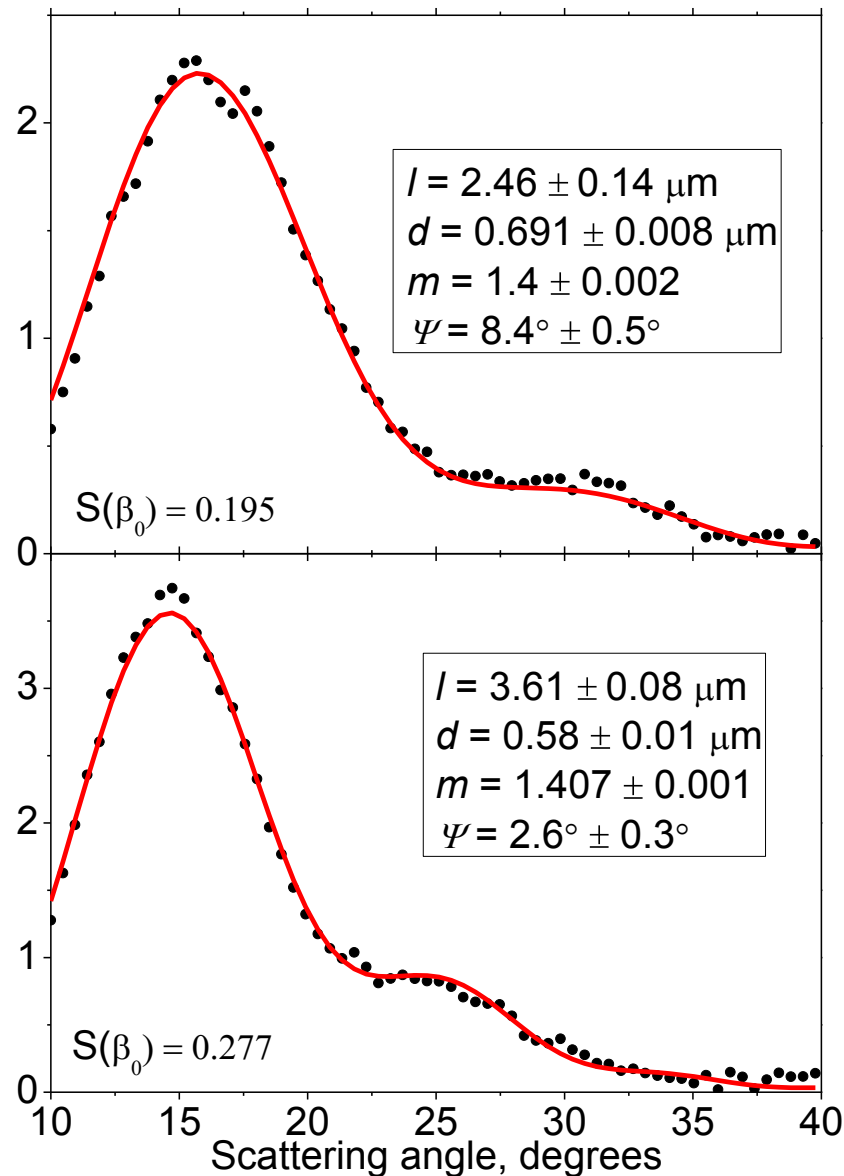 2
l = 2.46 ± 0.14 μm
d = 0.691 ± 0.008 μm
m = 1.4 ± 0.002
Ψ = 8.4° ± 0.5°
1
S(β₀) = 0.195
0
3
l = 3.61 ± 0.08 μm
d = 0.58 ± 0.01 μm
m = 1.407 ± 0.001
Ψ = 2.6° ± 0.3°
2
1
S(β₀) = 0.277
0
10 15 20 25 30 35 40
Scattering angle, degrees